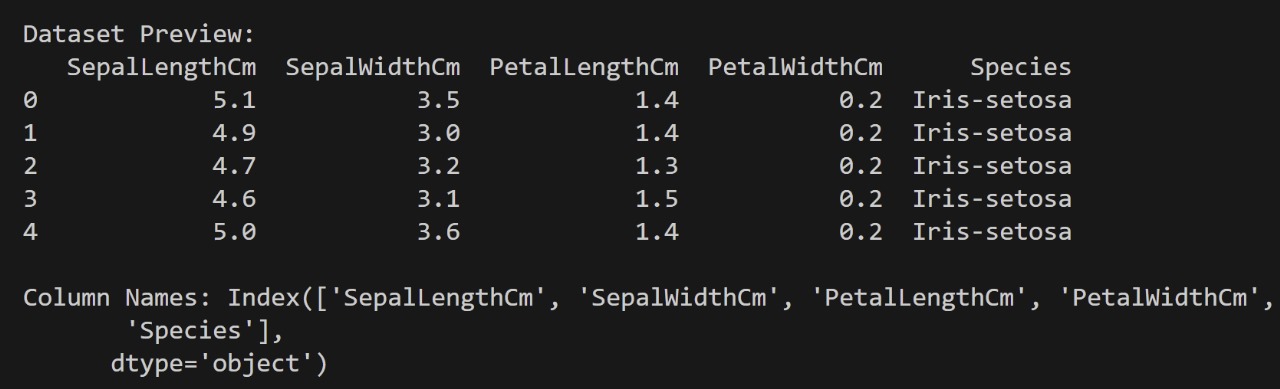 Dataset Preview:
   SepalLengthCm  SepalWidthCm  PetalLengthCm  PetalWidthCm      Species
0            5.1           3.5            1.4           0.2  Iris-setosa
1            4.9           3.0            1.4           0.2  Iris-setosa
2            4.7           3.2            1.3           0.2  Iris-setosa
3            4.6           3.1            1.5           0.2  Iris-setosa
4            5.0           3.6            1.4           0.2  Iris-setosa

Column Names: Index(['SepalLengthCm', 'SepalWidthCm', 'PetalLengthCm', 'PetalWidthCm',
       'Species'],
      dtype='object')